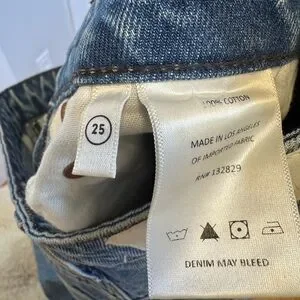 25
100% COTTON
MADE IN LOS ANGELES
OF IMPORTED FABRIC
RN# 132829
DENIM MAY BLEED